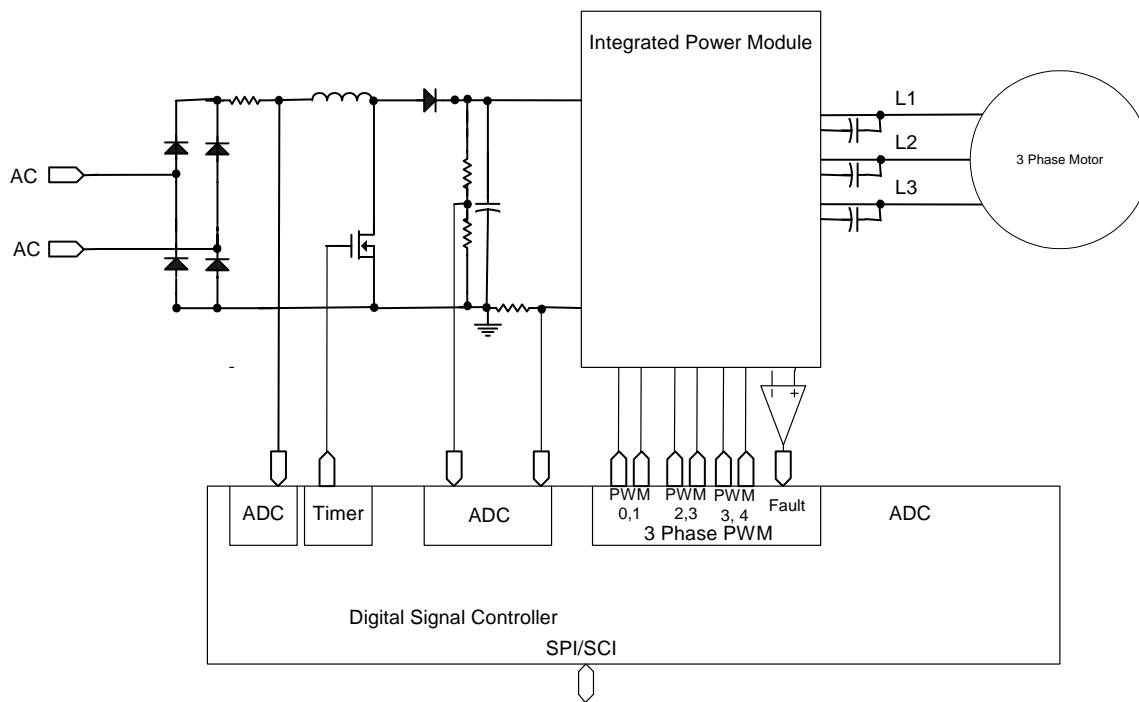 Integrated Power Module
L1
AC
L2
3 Phase Motor
L3
AC
- +
ADC
Timer
ADC
PWM
0,1
PWM
2,3
PWM
3, 4
Fault
3 Phase PWM
ADC
Digital Signal Controller
SPI/SCI